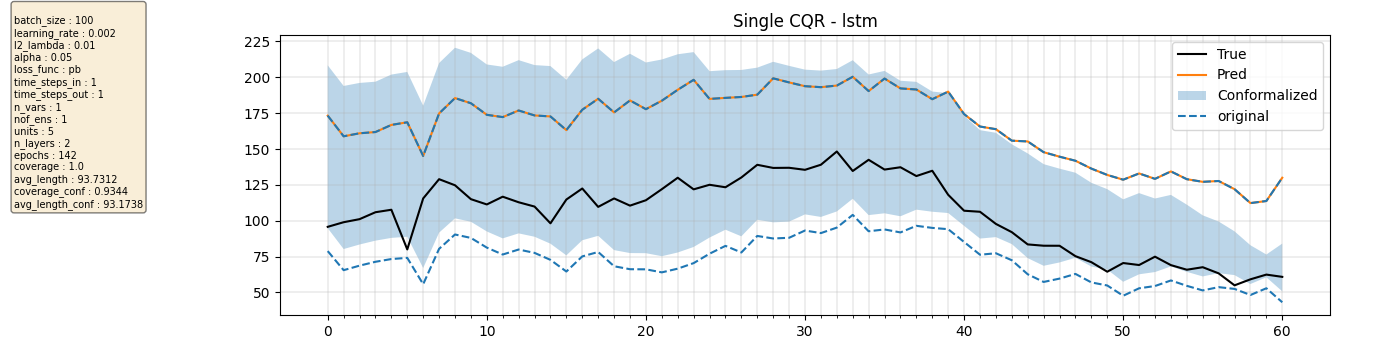 batch_size : 100
learning_rate : 0.002
l2_lambda : 0.01
alpha : 0.05
loss_func : pb
time_steps_in : 1
time_steps_out : 1
n_vars : 1
nof_ens : 1
units : 5
n_layers : 2
epochs : 142
coverage : 1.0
avg_length : 93.7312
coverage_conf : 0.9344
avg_length_conf : 93.1738
Single CQR - lstm
225
200
175
150
125
100
75
50
0 10 20 30 40 50 60
True
Pred
Conformalized
original